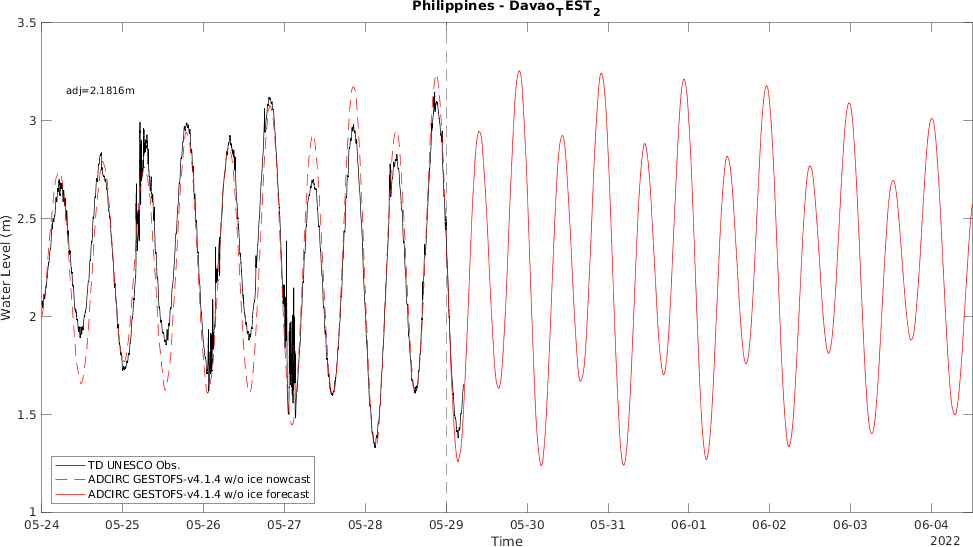 Philippines - Davao_TEST_2
3.5
adj=2.1816m
3
2.5
Water Level (m)
2
1.5
TD UNESCO Obs.
ADCIRC GESTOFS-v4.1.4 w/o ice nowcast
ADCIRC GESTOFS-v4.1.4 w/o ice forecast
1
05-24 05-25 05-26 05-27 05-28 05-29 05-30 05-31 06-01 06-02 06-03 06-04
Time 2022